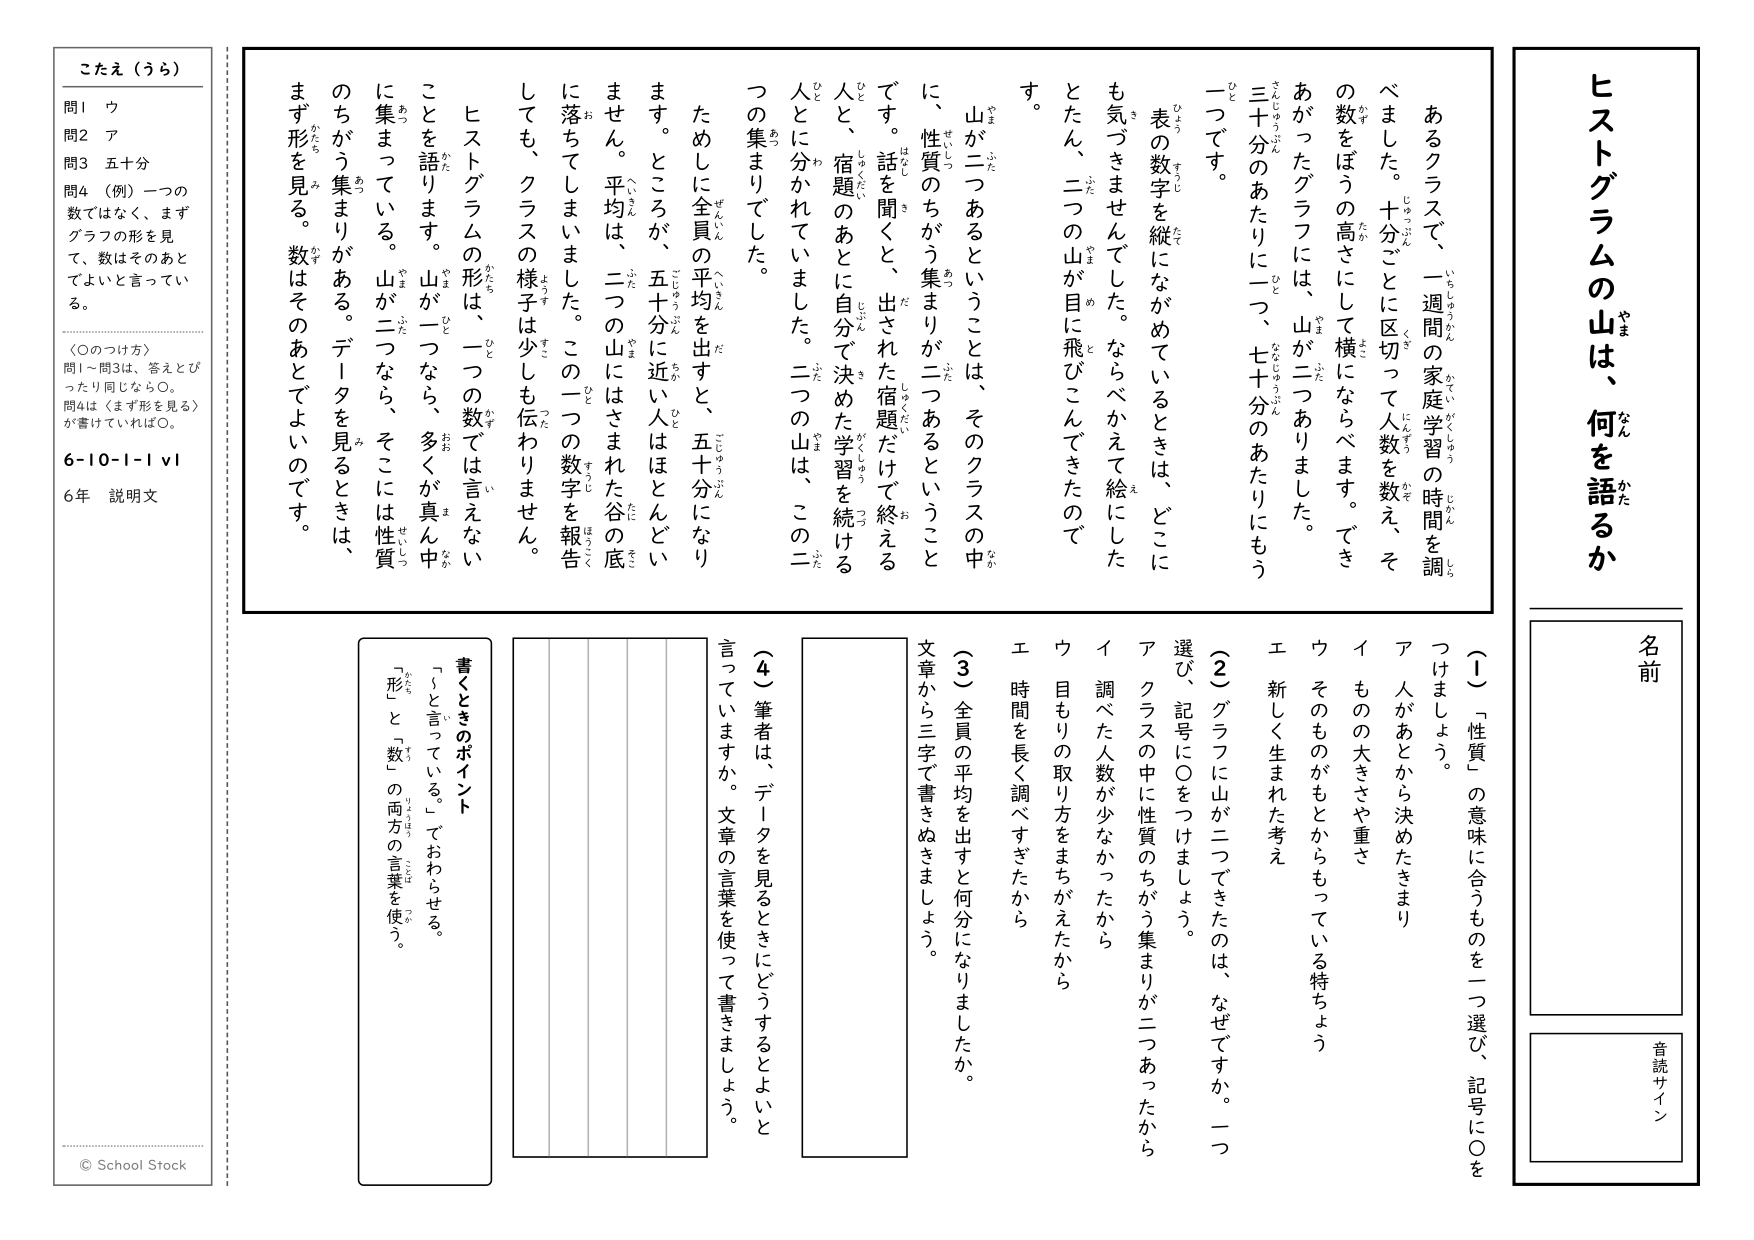 ヒストグラムの山は、何を語るか
名前
音読サイン
あるクラスで、一週間の家庭学習の時間を調
べました。十分ごとに区切って人数を数え、そ
の数をぼうの高さにして横にならべます。でき
あがったグラフには、山が二つありました。
三十分のあたりに一つ、七十分のあたりにもう
一つです。
表の数字を縦にながめているときは、どこに
も気づきませんでした。ならべかえて絵にした
とたん、二つの山が目に飛びこんできたので
す。
山が二つあるということは、そのクラスの中
に、性質のちがう集まりが二つあるということ
です。話を聞くと、出された宿題だけで終える
人と、宿題のあとに自分で決めた学習を続ける
人とに分かれていました。二つの山は、この二
つの集まりでした。
ためしに全員の平均を出すと、五十分になり
ます。ところが、五十分に近い人はほとんどい
ません。平均は、二つの山にはさまれた谷の底
に落ちてしまいました。この一つの数字を報告
しても、クラスの様子は少しも伝わりません。
ヒストグラムの形は、一つの数では言えない
ことを語ります。山が一つなら、多くが真ん中
に集まっている。山が二つなら、そこには性質
のちがう集まりがある。データを見るときは、
まず形を見る。数はそのあとでよいのです。
(1)「性質」の意味に合うものを一つ選び、記号に○を
つけましょう。
ア 人があとから決めたきまり
イ ものの大きさや重さ
ウ そのものがもとからもっている特ちょう
エ 新しく生まれた考え
(2) グラフに山が二つできたのは、なぜですか。一つ
選び、記号に○をつけましょう。
ア クラスの中に性質のちがう集まりが二つあったから
イ 調べた人数が少なかったから
ウ 目もりの取り方をまちがえたから
エ 時間を長く調べすぎたから
(3) 全員の平均を出すと何分になりましたか。
文章から三字で書きぬきましょう。
(4) 筆者は、データを見るときにどうするとよいと
言っていますか。文章の言葉を使って書きましょう。
書くときのポイント
「〜と言っている。」でおわらせる。
「形」と「数」の両方の言葉を使う。
こたえ（うら）
問1 ウ
問2 ア
問3 五十分
問4 （例）一つの
数ではなく、まず
グラフの形を見
て、数はそのあと
でよいと言ってい
る。
〈○のつけ方〉
問1〜問3は、答えとぴ
ったり同じなら○。
問4は〈まず形を見る〉
が書けていれば○。
6-10-1-1 v1
6年 説明文
© School Stock